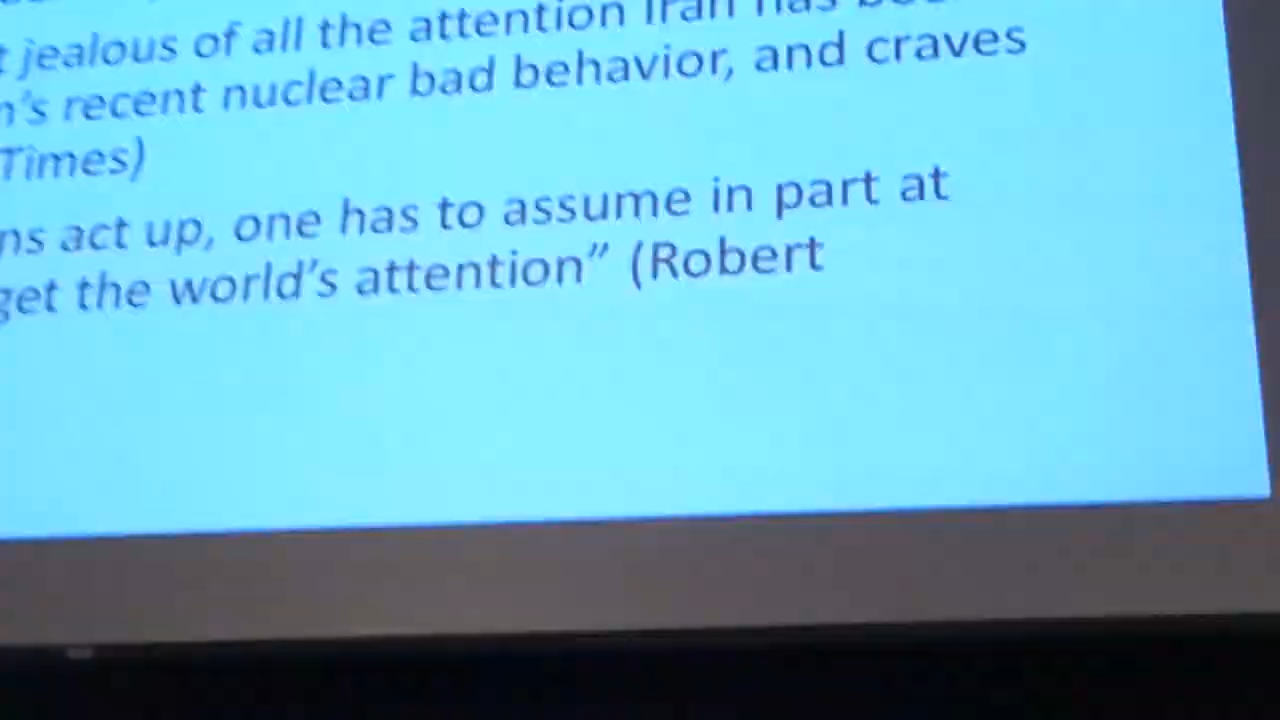 jealous of all the attention Iran has
recent nuclear bad behavior, and craves
Times)
act up, one has to assume in part at
get the world's attention” (Robert